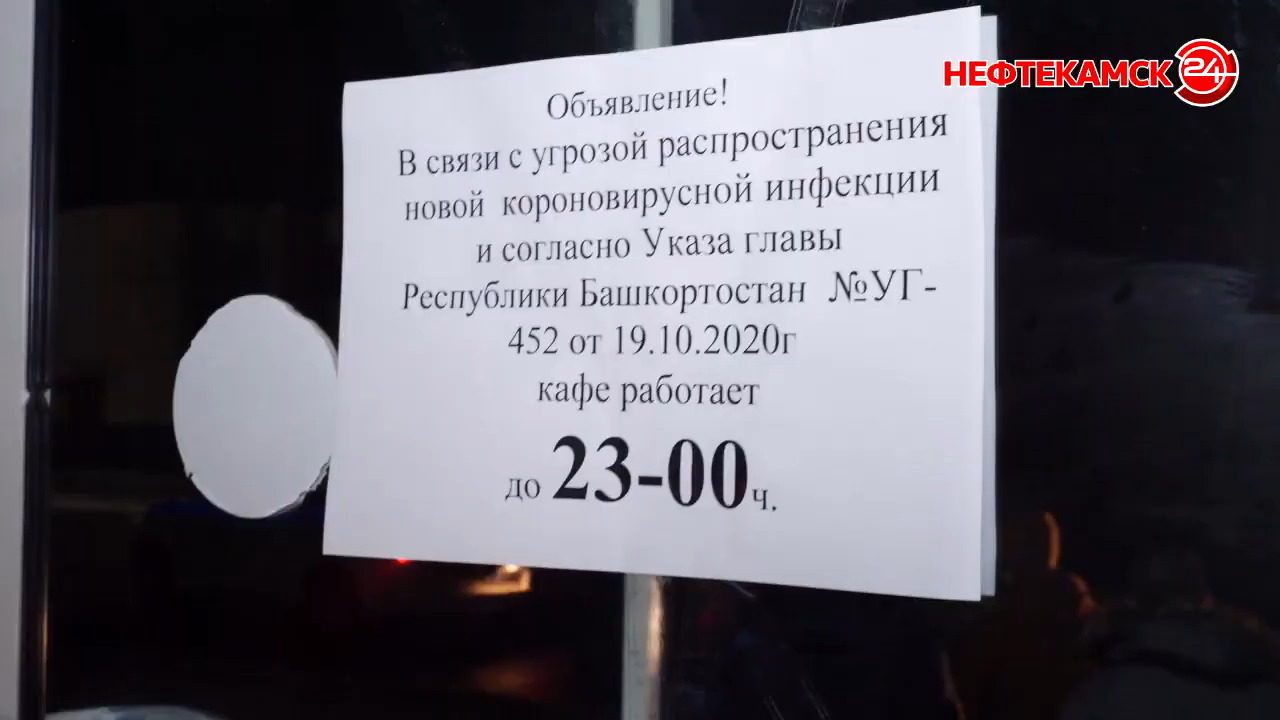 НЕФТЕКАМСК 24
Объявление!
В связи с угрозой распространения
новой короновирусной инфекции
и согласно Указа главы
Республики Башкортостан №УГ-
452 от 19.10.2020г
кафе работает
до 23-00 ч.